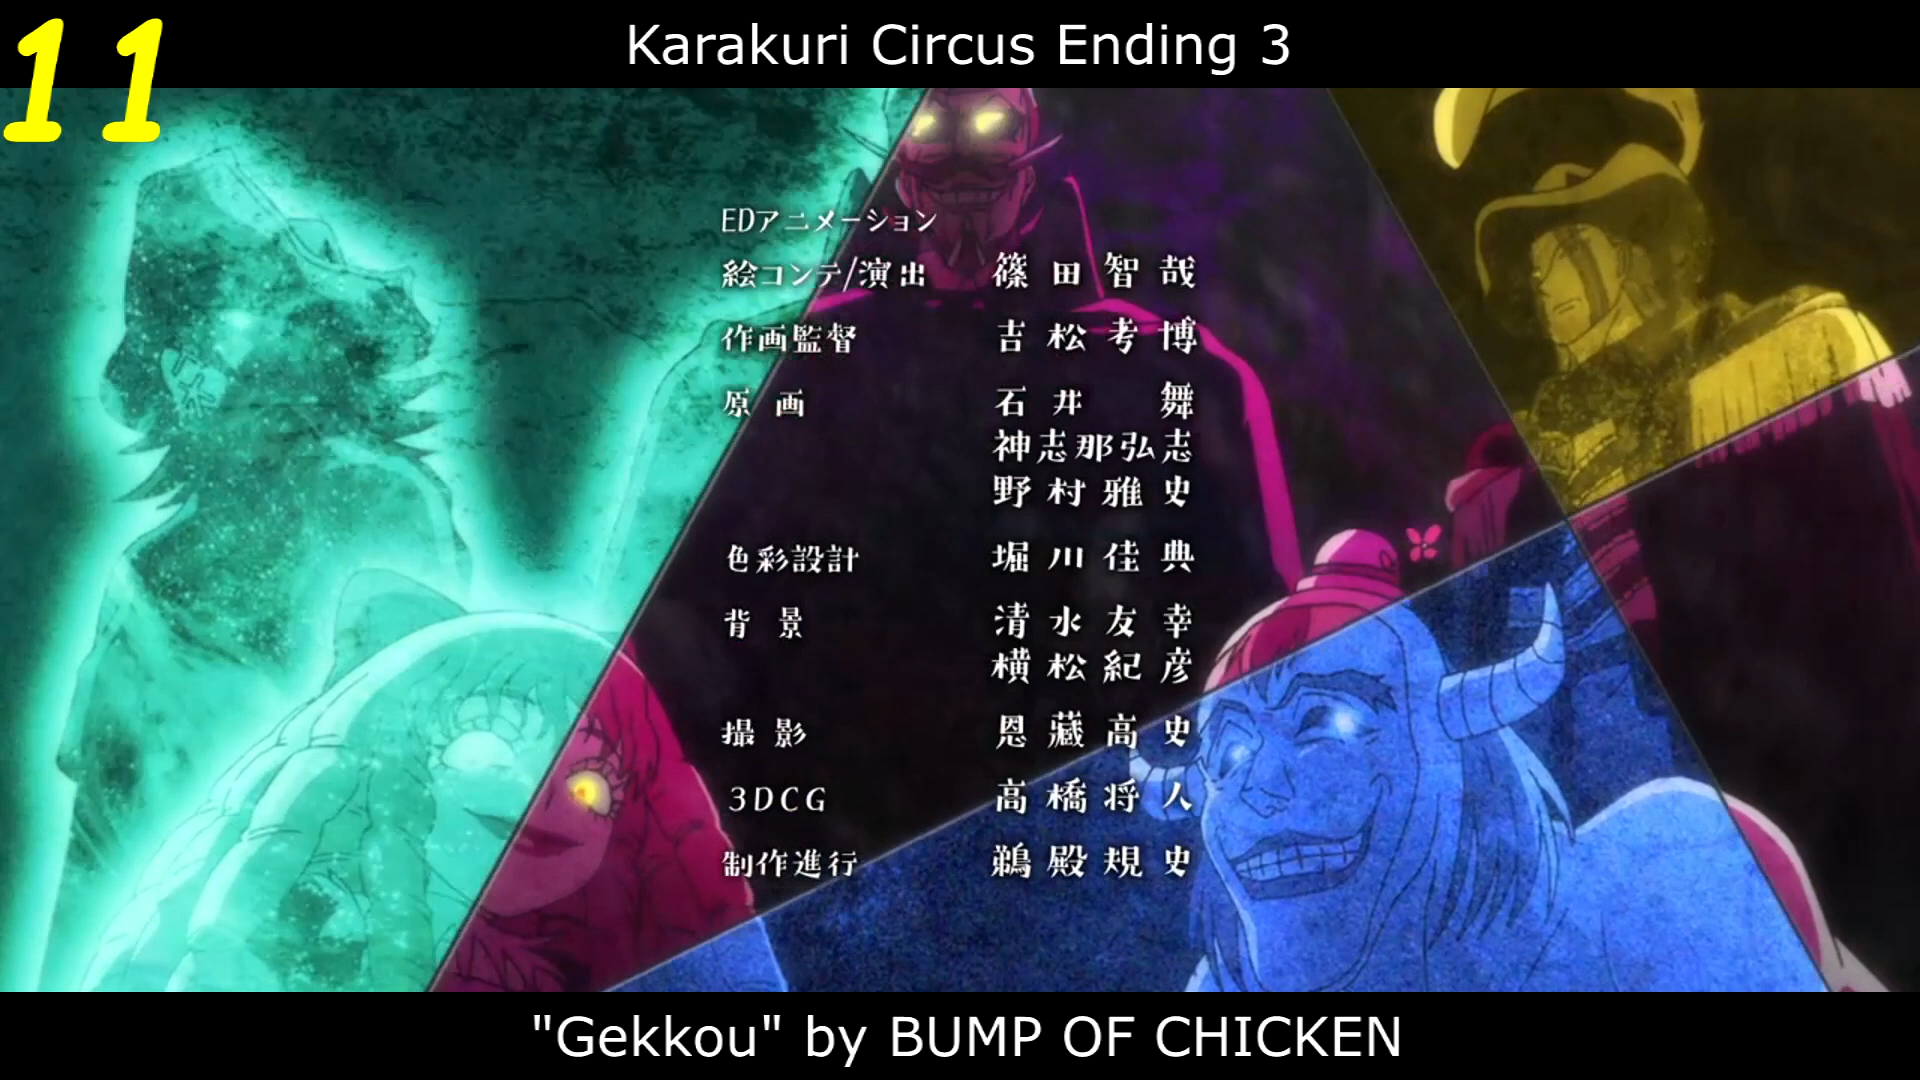 11
Karakuri Circus Ending 3
EDアニメーション
絵コンテ/演出 篠田智哉
作画監督 吉松考博
原画 石井 舞
神志那弘志
野村雅史
色彩設計 堀川佳典
背景 清水友幸
横松紀彦
撮影 恩蔵高史
3DCG 高橋将人
制作進行 鵜殿規史
"Gekkou" by BUMP OF CHICKEN